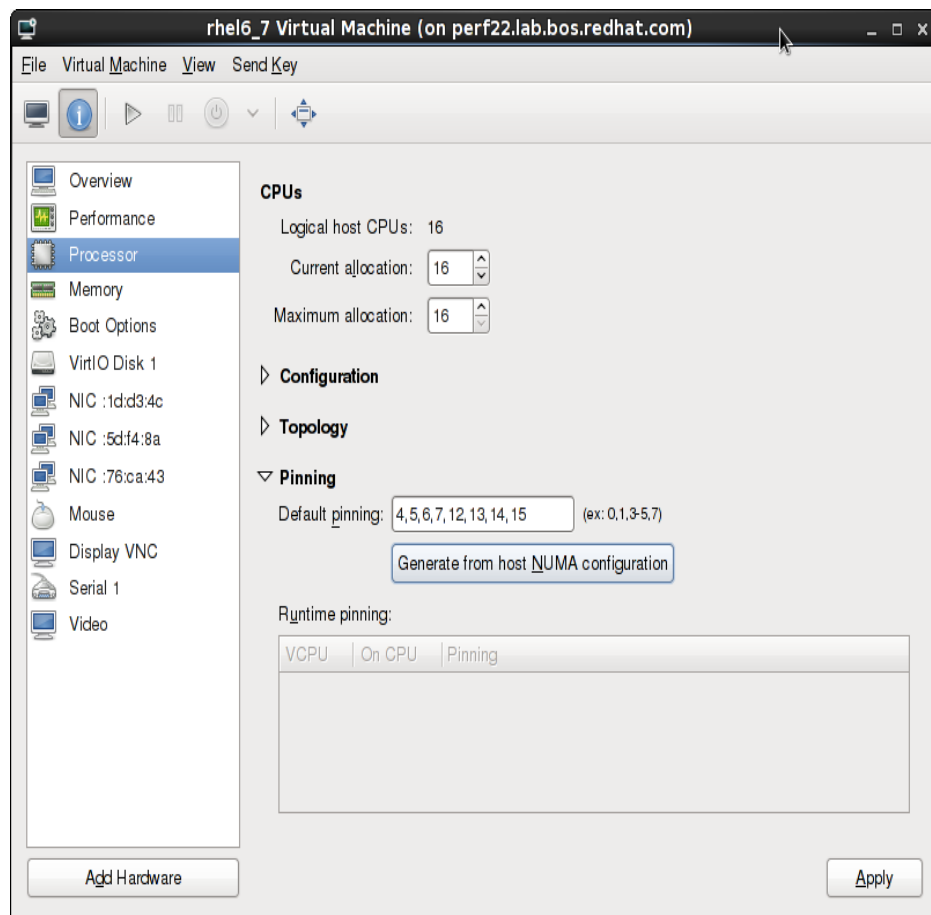 rhel6_7 Virtual Machine (on perf22.lab.bos.redhat.com)
File Virtual Machine View Send Key
Overview
Performance
Processor
Memory
Boot Options
VirtIO Disk 1
NIC :1d:d3:4c
NIC :5d:f4:8a
NIC :76:ca:43
Mouse
Display VNC
Serial 1
Video
Add Hardware
CPUs
Logical host CPUs: 16
Current allocation: 16
Maximum allocation: 16
Configuration
Topology
Pinning
Default pinning: 4,5,6,7,12,13,14,15 (ex: 0,1,3-5,7)
Generate from host NUMA configuration
Runtime pinning:
VCPU On CPU Pinning
Apply